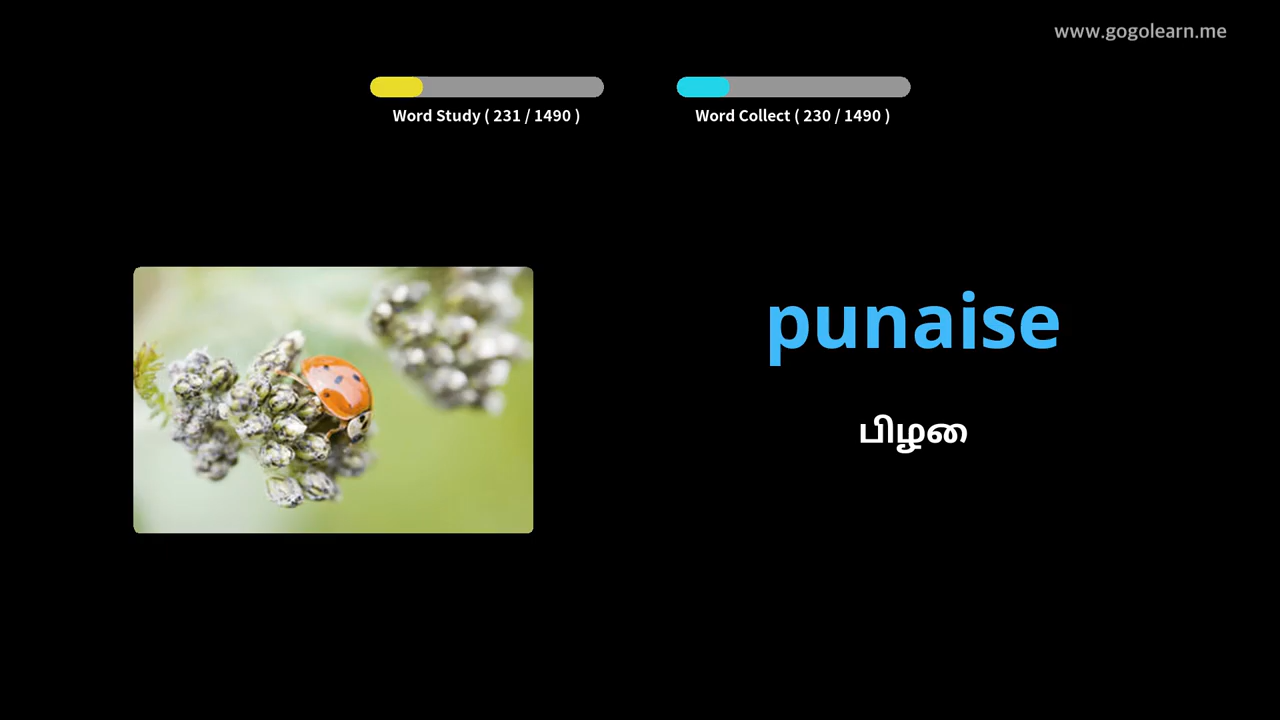 www.gogolearn.me
Word Study ( 231 / 1490 )
Word Collect ( 230 / 1490 )
punaise
பிழை